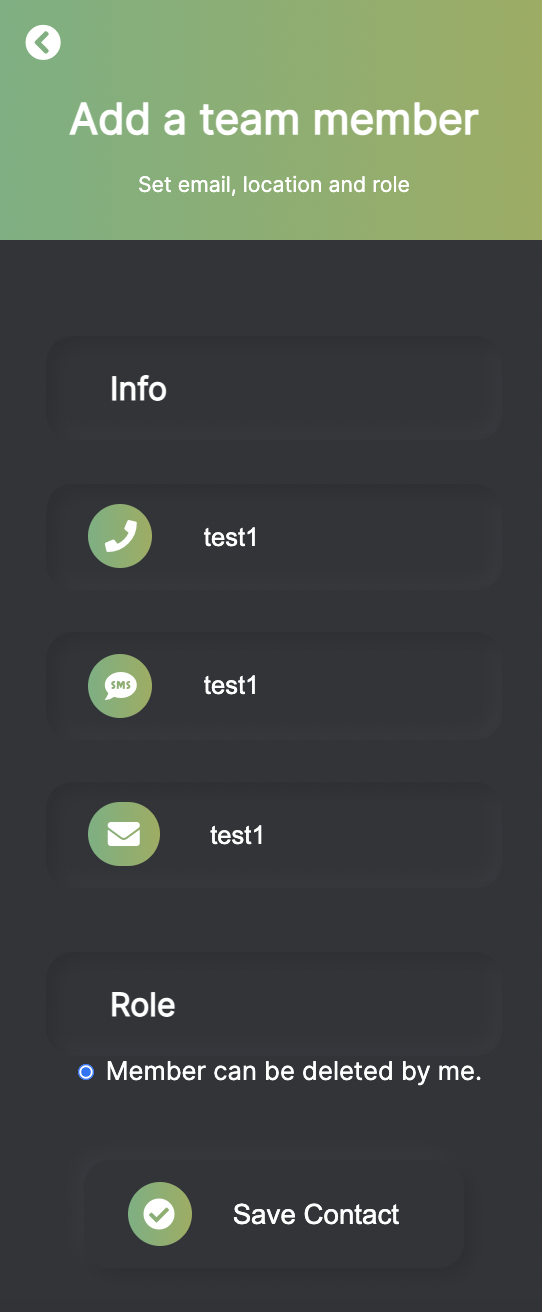 Add a team member
Set email, location and role
Info
test1
SMS
test1
test1
Role
Member can be deleted by me.
Save Contact